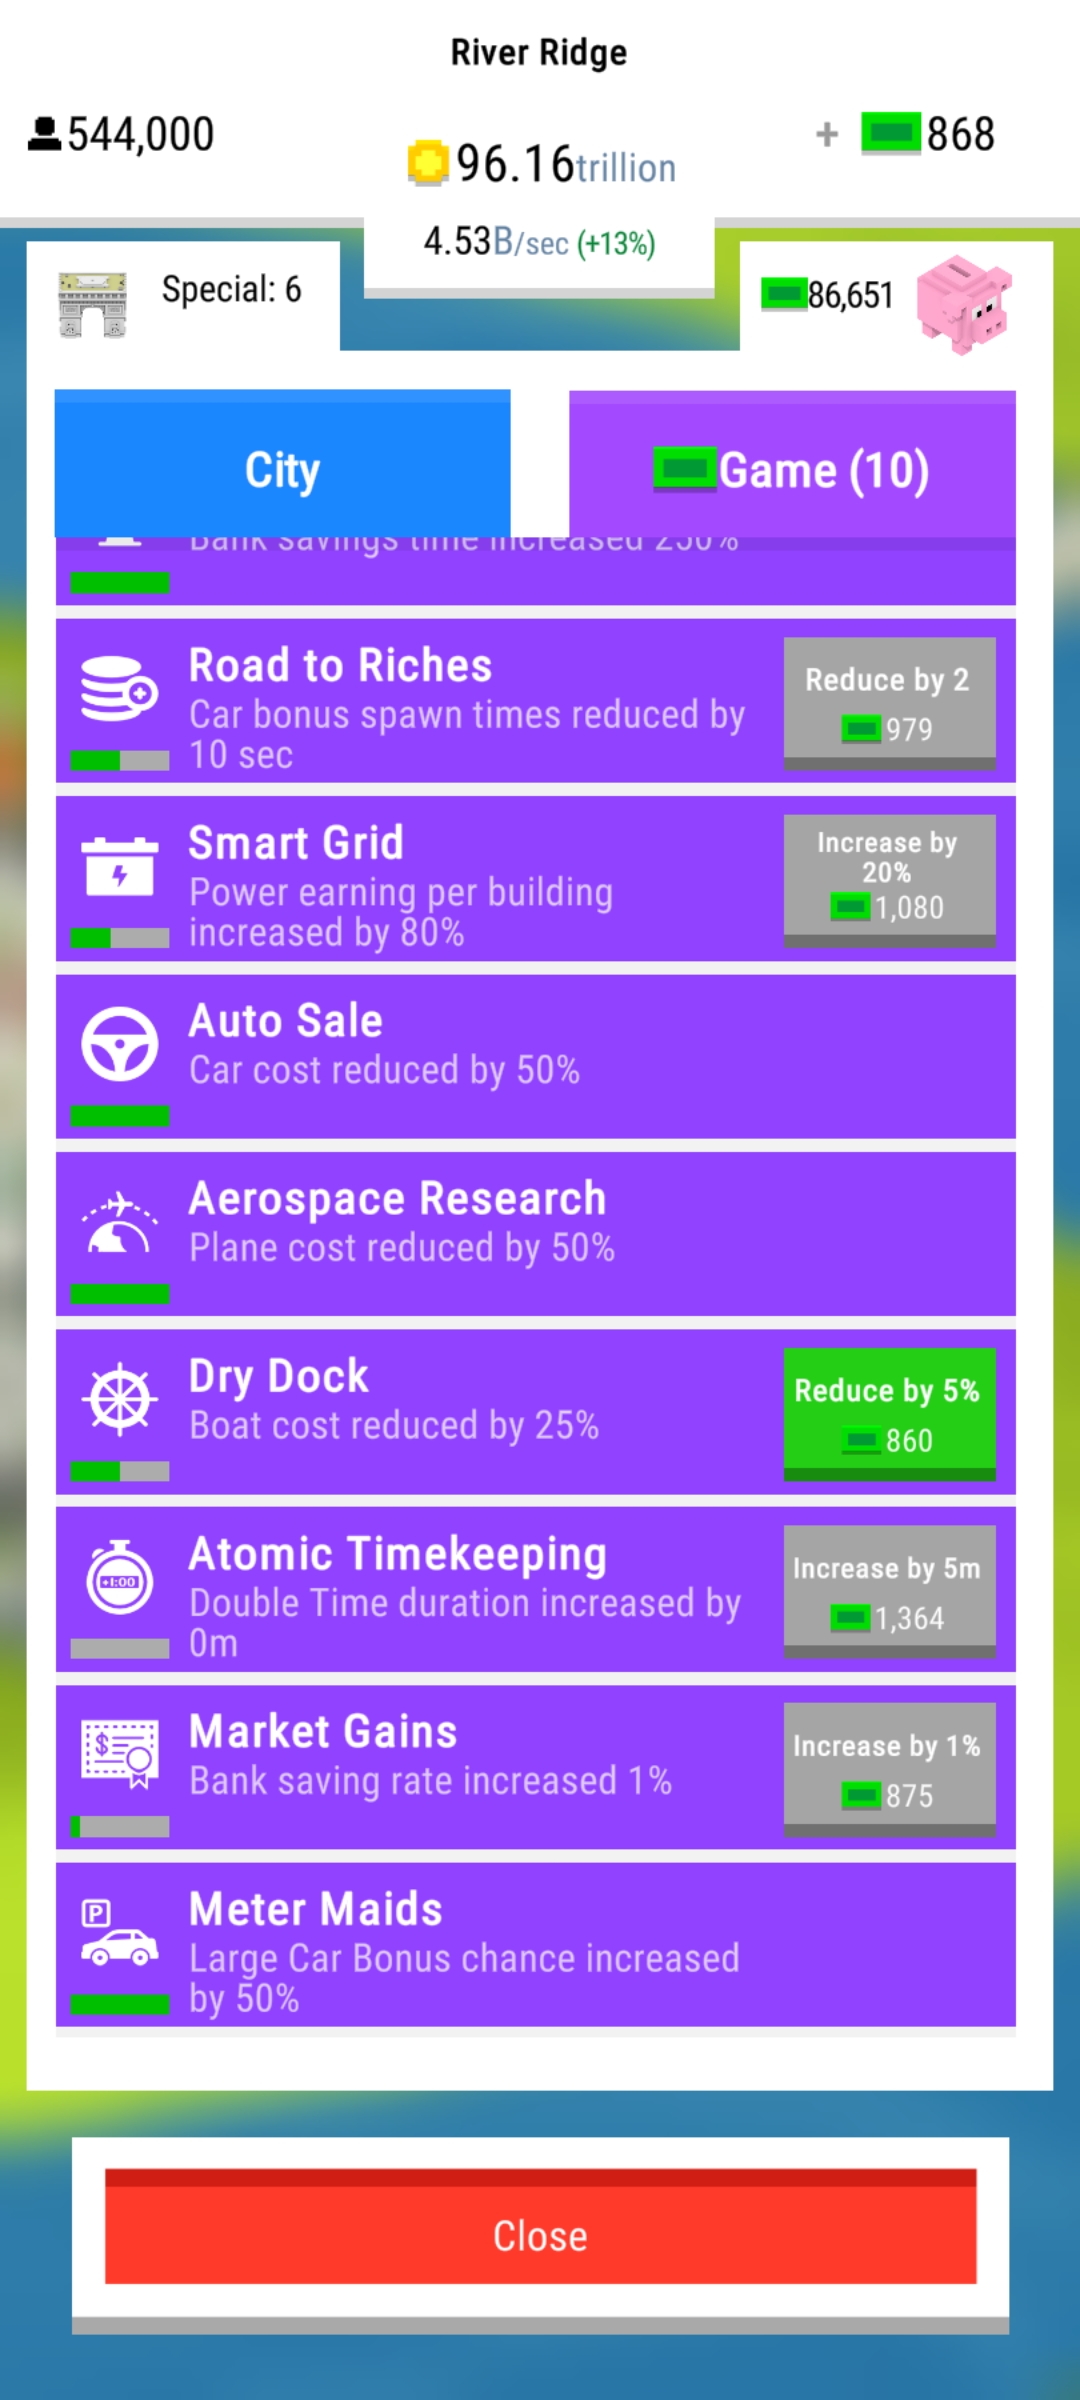 River Ridge
544,000
96.16trillion
+ 868
4.53B/sec (+13%)
Special: 6
86,651
City
Game (10)
Bank savings time increased 250%
Road to Riches
Car bonus spawn times reduced by
10 sec
Reduce by 2
979
Smart Grid
Power earning per building
increased by 80%
Increase by
20%
1,080
Auto Sale
Car cost reduced by 50%
Aerospace Research
Plane cost reduced by 50%
Dry Dock
Boat cost reduced by 25%
Reduce by 5%
860
+1:00
Atomic Timekeeping
Double Time duration increased by
0m
Increase by 5m
1,364
$
Market Gains
Bank saving rate increased 1%
Increase by 1%
875
P
Meter Maids
Large Car Bonus chance increased
by 50%
Close